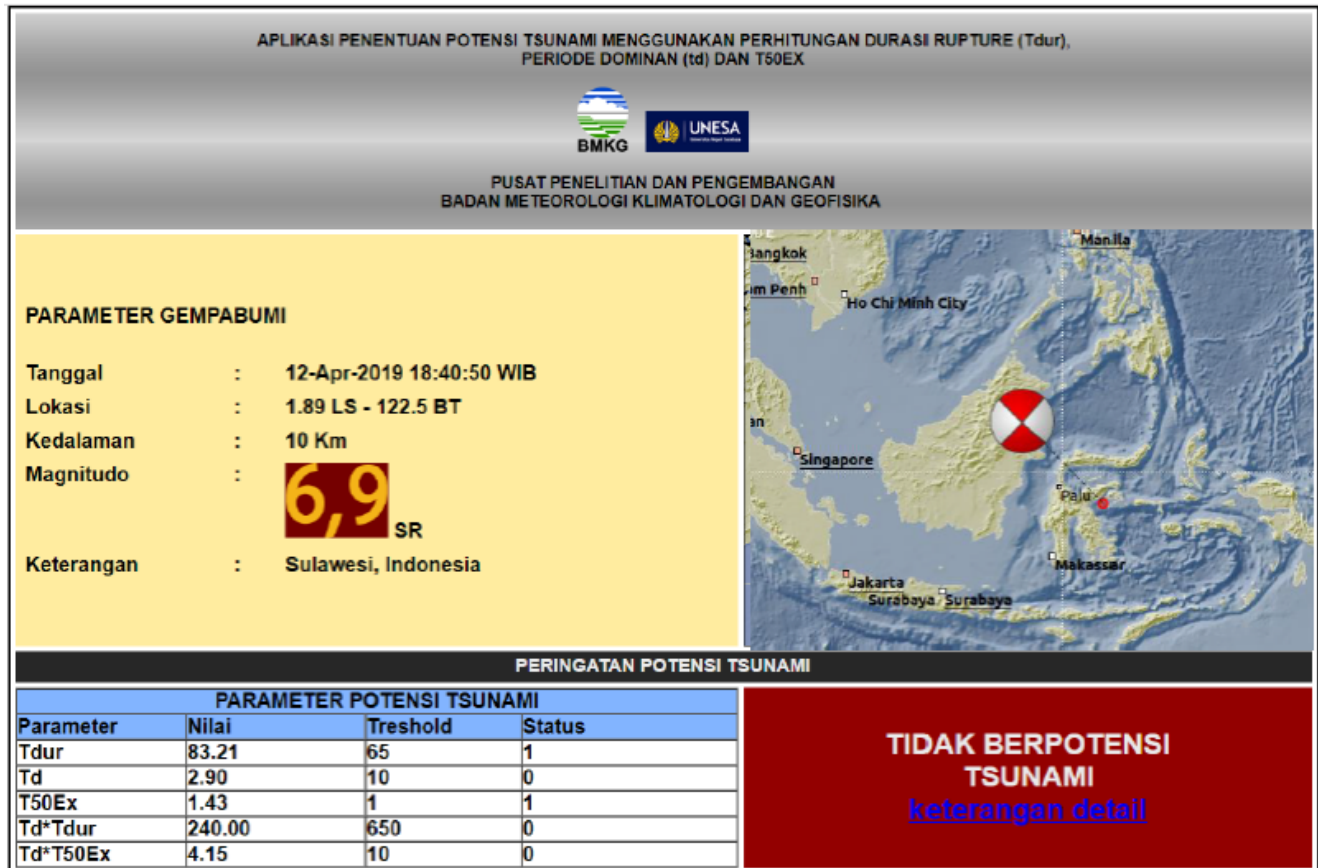 APLIKASI PENENTUAN POTENSI TSUNAMI MENGGUNAKAN PERHITUNGAN DURASI RUPTURE (Tdur),
PERIODE DOMINAN (td) DAN T50EX
BMKG
UNESA
PUSAT PENELITIAN DAN PENGEMBANGAN
BADAN METEOROLOGI KLIMATOLOGI DAN GEOFISIKA
PARAMETER GEMPABUMI
Tanggal : 12-Apr-2019 18:40:50 WIB
Lokasi : 1.89 LS - 122.5 BT
Kedalaman : 10 Km
Magnitudo : 6,9 SR
Keterangan : Sulawesi, Indonesia
Manila
Bangkok
om Penh
Ho Chi Minh City
an
Singapore
Palu
Makassar
Jakarta
Surabaya Surabaya
PERINGATAN POTENSI TSUNAMI
PARAMETER POTENSI TSUNAMI
Parameter Nilai Treshold Status
Tdur 83.21 65 1
Td 2.90 10 0
T50Ex 1.43 1 1
Td*Tdur 240.00 650 0
Td*T50Ex 4.15 10 0
TIDAK BERPOTENSI
TSUNAMI
keterangan detail